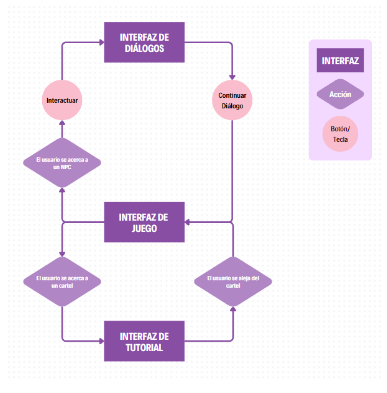 INTERFAZ DE
DIÁLOGOS
INTERFAZ
Interactuar
Continuar
Diálogo
Acción
Botón/
Tecla
El usuario se acerca a
un NPC
INTERFAZ DE
JUEGO
El usuario se acerca a
un cartel
El usuario se aleja del
cartel
INTERFAZ DE
TUTORIAL